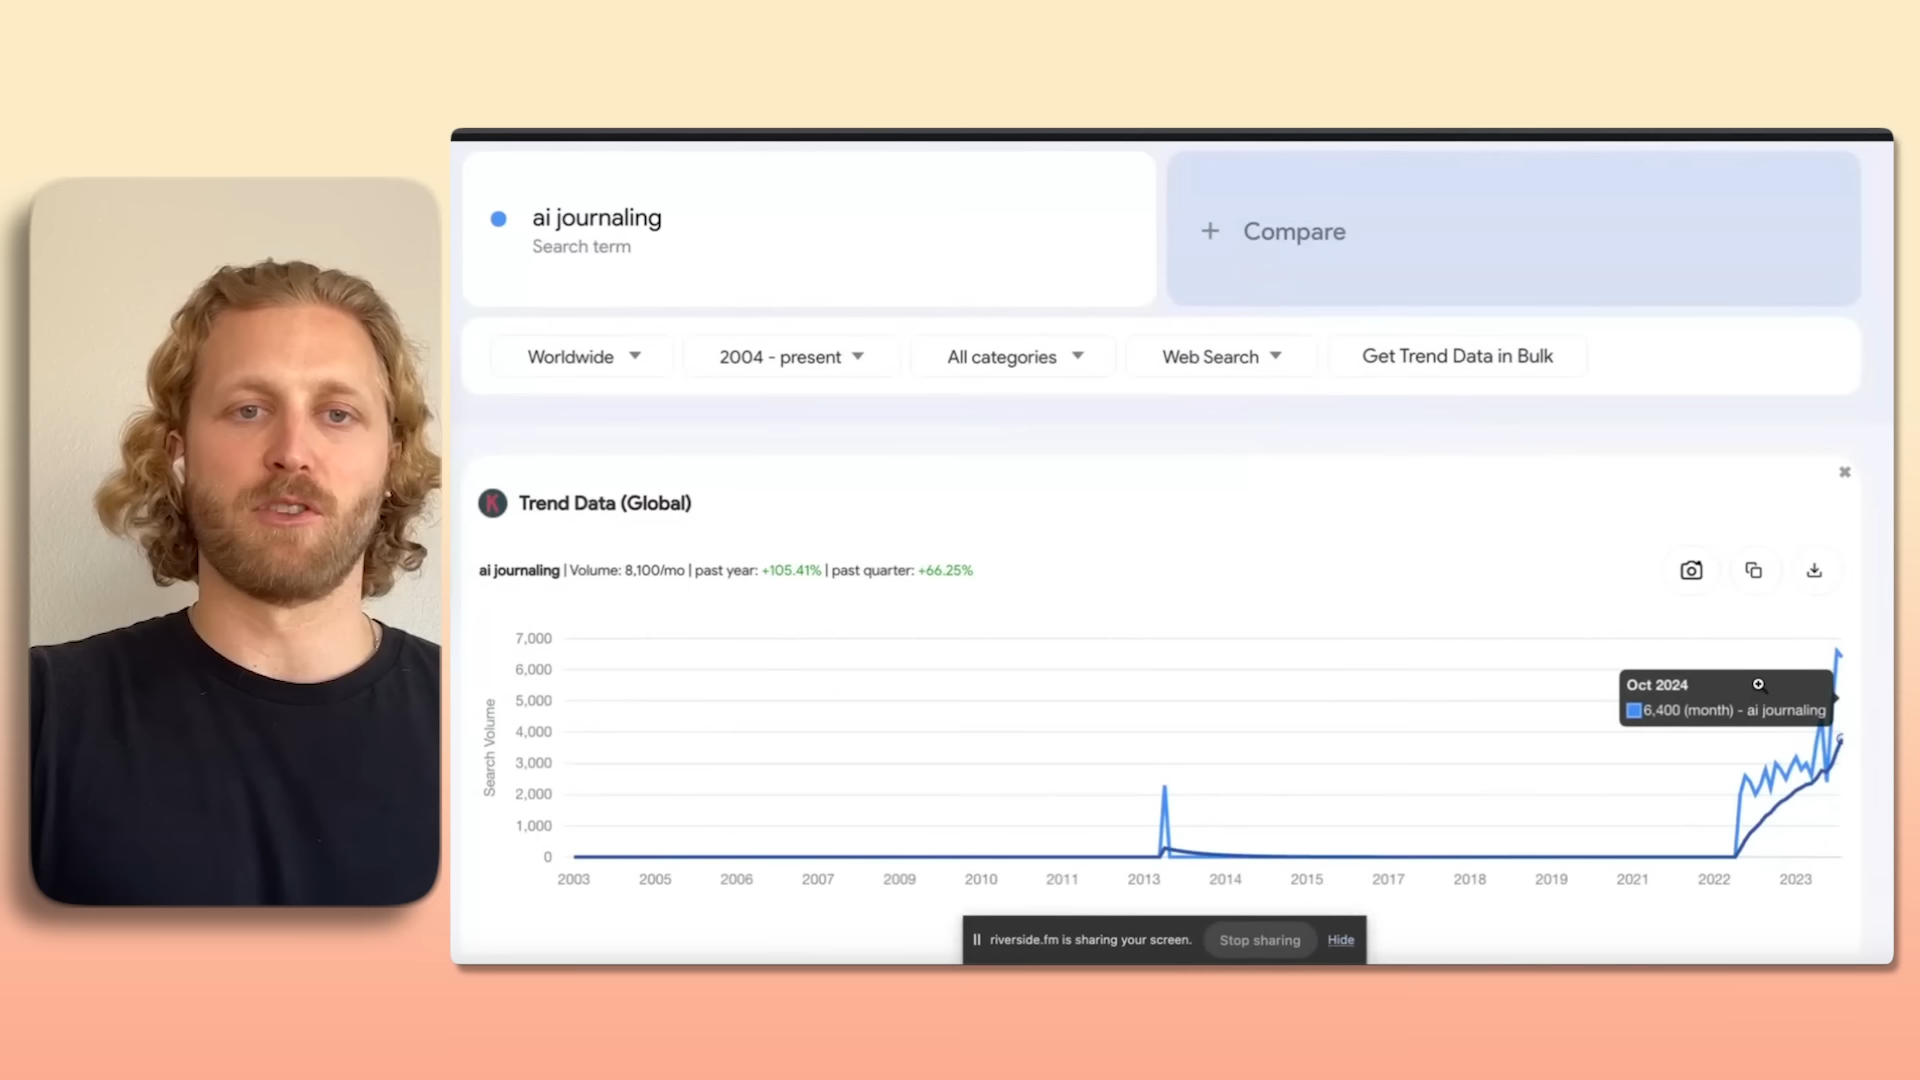 ai journaling
Search term
+ Compare
Worldwide
2004 - present
All categories
Web Search
Get Trend Data in Bulk
K Trend Data (Global)
ai journaling | Volume: 8,100/mo | past year: +105.41% | past quarter: +66.25%
Search Volume
7,000
6,000
5,000
4,000
3,000
2,000
1,000
0
Oct 2024
6,400 (month) - ai journaling
2003 2005 2006 2007 2009 2010 2011 2013 2014 2015 2017 2018 2019 2021 2022 2023
riverside.fm is sharing your screen. Stop sharing Hide